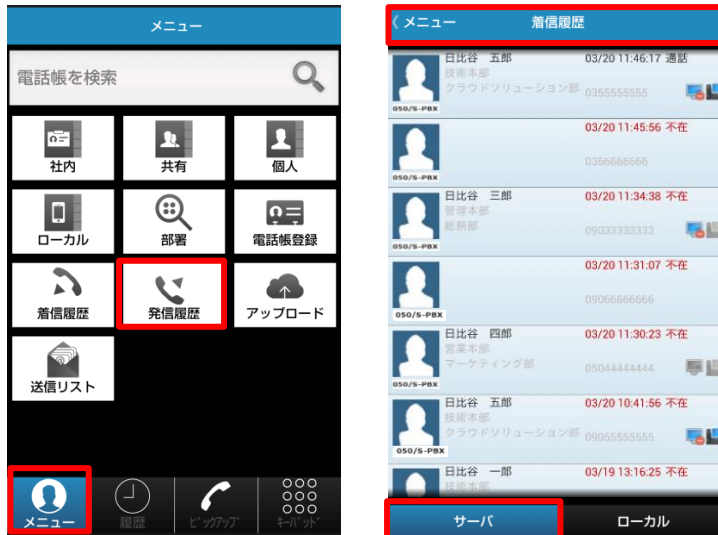 メニュー
電話帳を検索
社内
共有
個人
ローカル
部署
電話帳登録
着信履歴
発信履歴
アップロード
送信リスト
メニュー
履歴
ピックアップ
キーパット
〈 メニュー
着信履歴
日比谷 五郎 03/20 11:46:17 通話
技術本部
クラウドソリューション部 0355555555
050/S-PBX
03/20 11:45:56 不在
0366666666
050/S-PBX
日比谷 三郎 03/20 11:34:38 不在
管理本部
総務部 09033333333
050/S-PBX
03/20 11:31:07 不在
09066666666
050/S-PBX
日比谷 四郎 03/20 11:30:23 不在
営業本部
マーケティング部 05044444444
050/S-PBX
日比谷 五郎 03/20 10:41:56 不在
技術本部
クラウドソリューション部 09055555555
050/S-PBX
日比谷 一郎 03/19 13:16:25 不在
技術本部
サーバ
ローカル